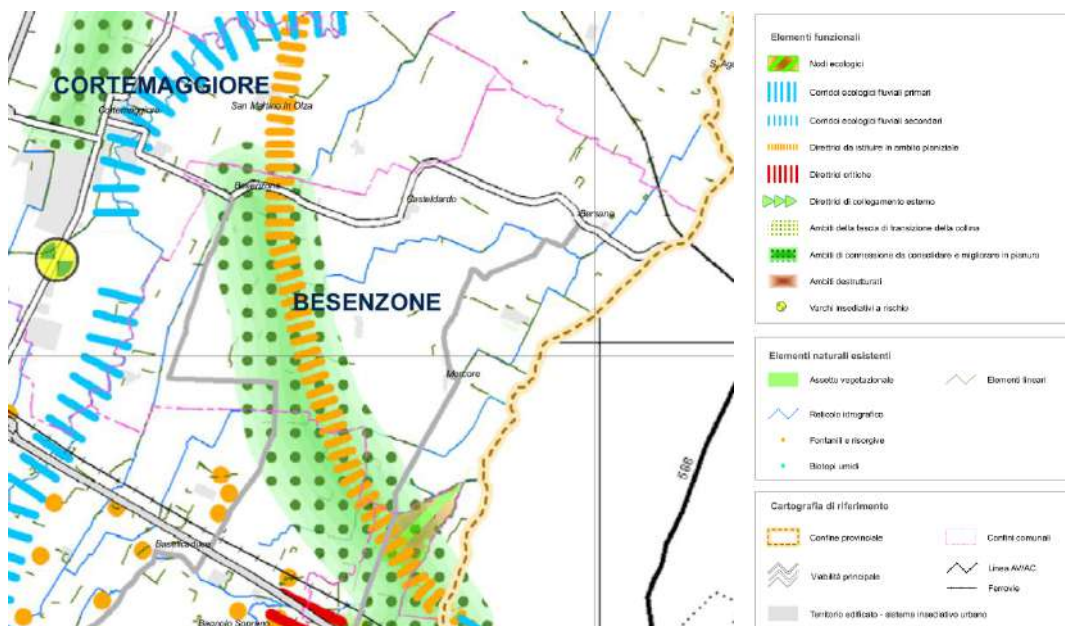 CORTEMAGGIORE
Cortemaggiore
San Martino in Olza
Besenzone
Casteldardo
Bersano
BESENZONE
Mercore
Baselicaduce
Bagnolo Soprano
588
Elementi funzionali
Nodi ecologici
Corridoi ecologici fluviali primari
Corridoi ecologici fluviali secondari
Direttrici da istituire in ambito planiziale
Direttrici critiche
Direttrici di collegamento esterno
Ambiti della fascia di transizione della collina
Ambiti di connessione da consolidare e migliorare in pianura
Ambiti destrutturati
Varchi insediativi a rischio
Elementi naturali esistenti
Assetto vegetazionale
Elementi lineari
Reticolo idrografico
Fontanili e risorgive
Biotopi umidi
Cartografia di riferimento
Confine provinciale
Confini comunali
Viabilità principale
Linea AV/AC
Ferrovie
Territorio edificato - sistema insediativo urbano